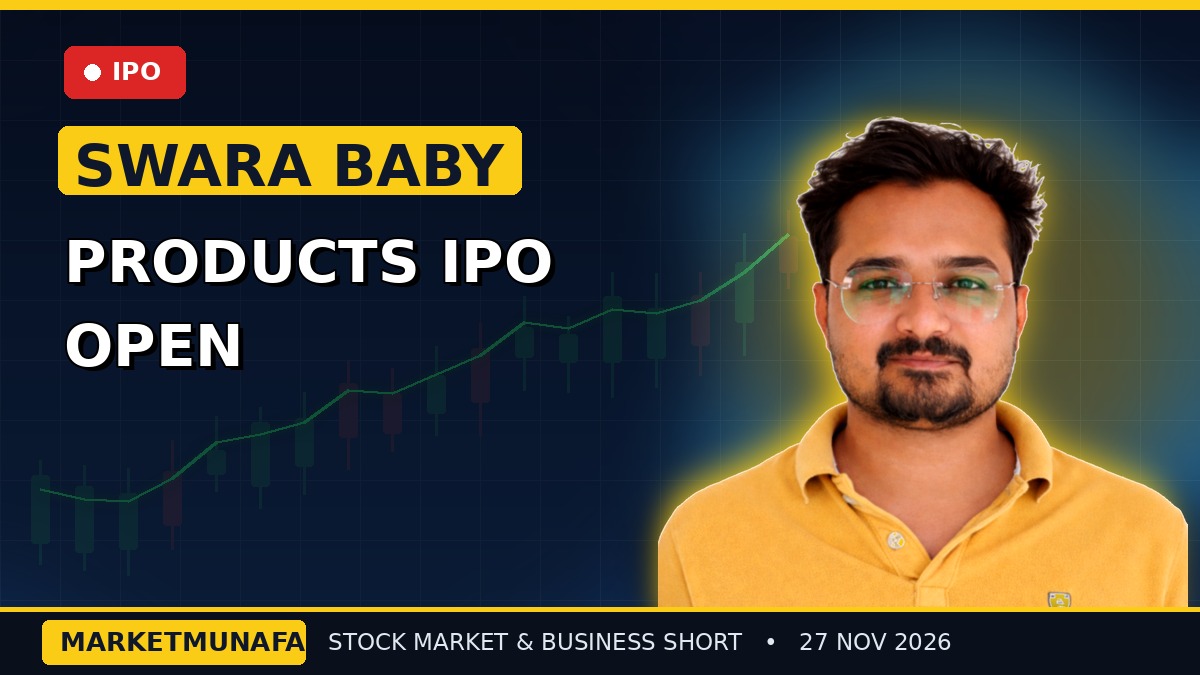 IPO
SWARA BABY
PRODUCTS IPO
OPEN
MARKETMUNAFA STOCK MARKET & BUSINESS SHORT • 27 NOV 2026